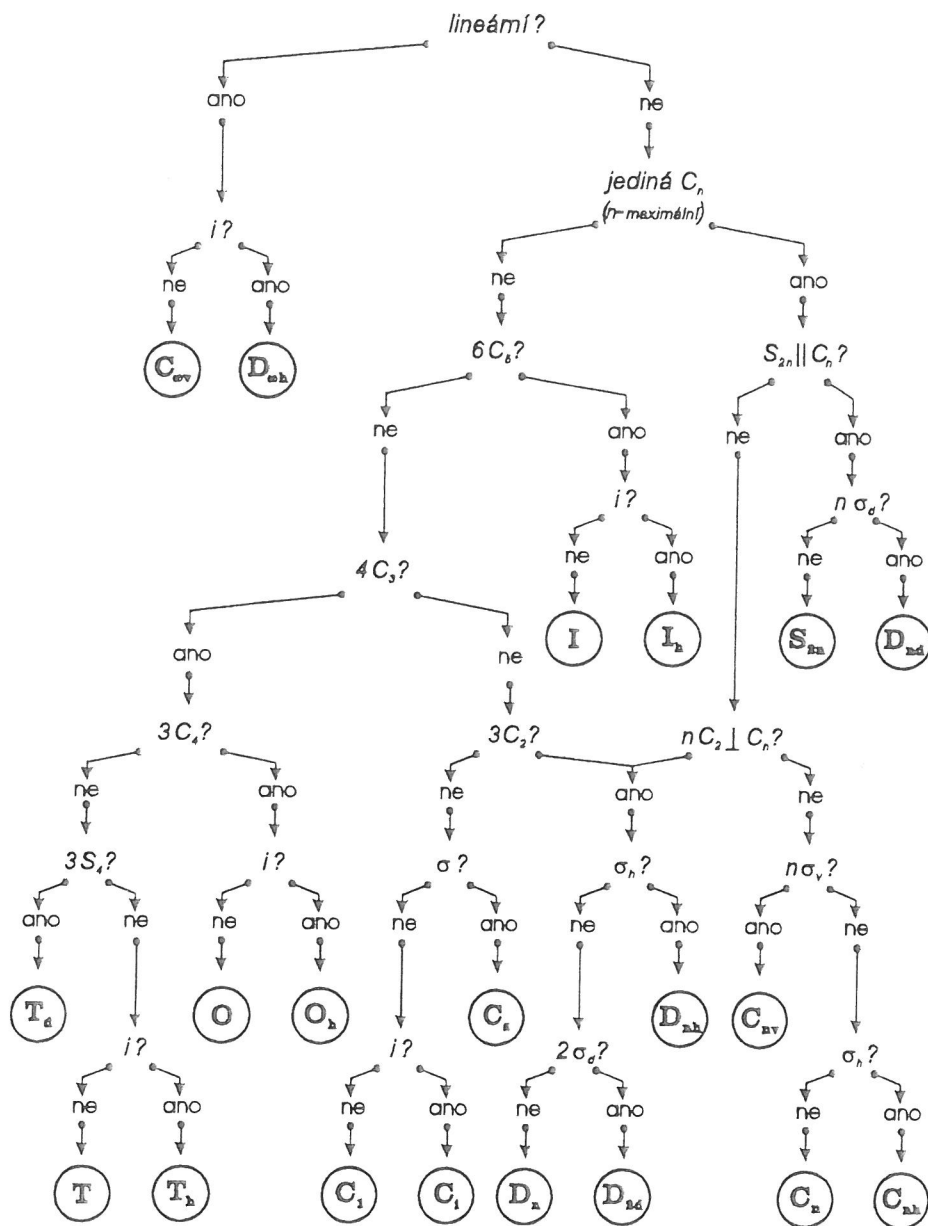 lineární?
ano ne
jediná Cₙ
(n-maximální)
i?
ne ano ne ano
C∞v D∞h 6C₅? S₂ₙ||Cₙ?
ne ano ne ano
i? nσd?
ne ano ne ano
4C₃?
I Ih S₂ₙ Dnd
ano ne
3C₄? 3C₂? nC₂⊥Cₙ?
ne ano ne ano ne
3S₄? i? σ? σh? nσv?
ano ne ne ano ne ano ne ano ano ne
Td O Oh Cs Dnh Cnv
i? i? 2σd? σh?
ne ano ne ano ne ano ne ano
T Th C₁ Ci Dn D₂d Cn Cnh